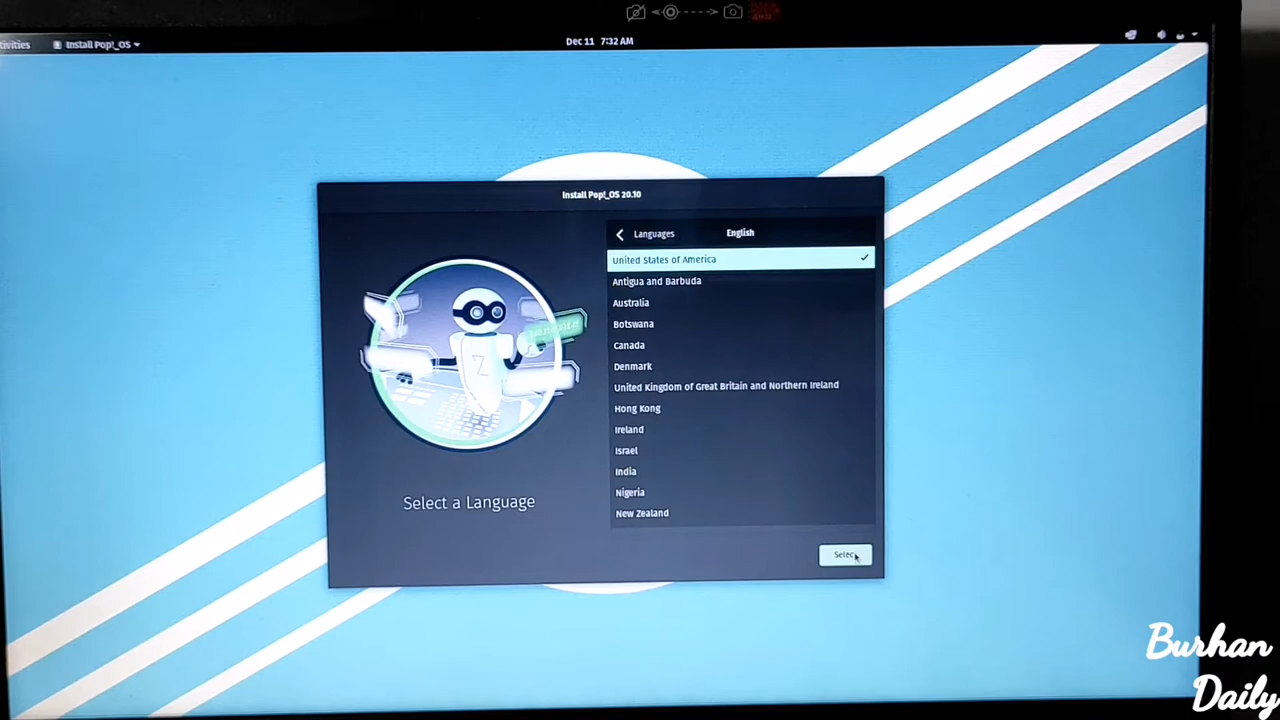 tivities
Install Pop!_OS
Dec 11 7:32 AM
Install Pop!_OS 20.10
Languages
English
United States of America
Antigua and Barbuda
Australia
Botswana
Canada
Denmark
United Kingdom of Great Britain and Northern Ireland
Hong Kong
Ireland
Israel
India
Nigeria
New Zealand
Select a Language
Select
Burhan
Daily